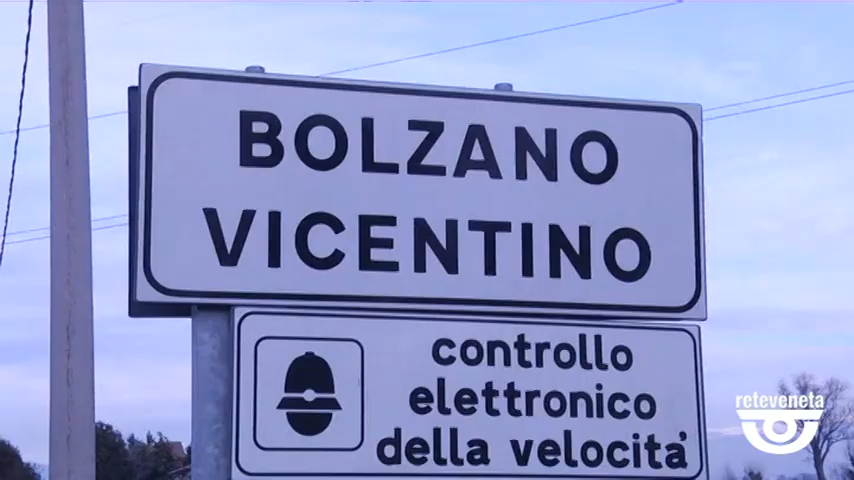 BOLZANO
VICENTINO
controllo
elettronico
della velocità
reteveneta